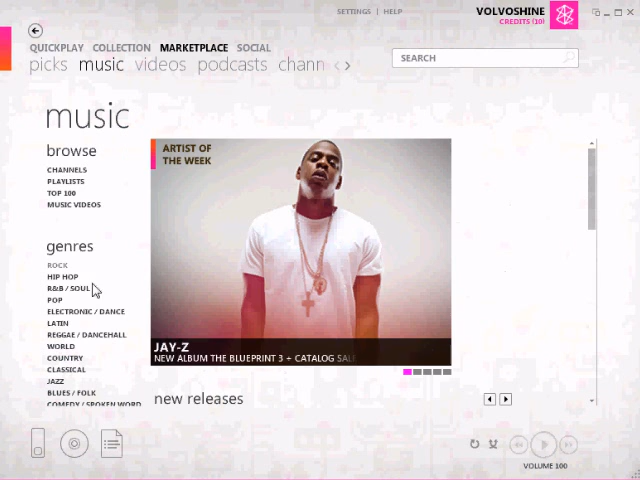 SETTINGS | HELP
VOLVOSHINE
CREDITS (10)
QUICKPLAY COLLECTION MARKETPLACE SOCIAL
picks music videos podcasts chann
SEARCH
music
browse
CHANNELS
PLAYLISTS
TOP 100
MUSIC VIDEOS
genres
ROCK
HIP HOP
R&B / SOUL
POP
ELECTRONIC / DANCE
LATIN
REGGAE / DANCEHALL
WORLD
COUNTRY
CLASSICAL
JAZZ
BLUES / FOLK
COMEDY / SPOKEN WORD
ARTIST OF
THE WEEK
JAY-Z
NEW ALBUM THE BLUEPRINT 3 + CATALOG SAL
new releases
VOLUME 100